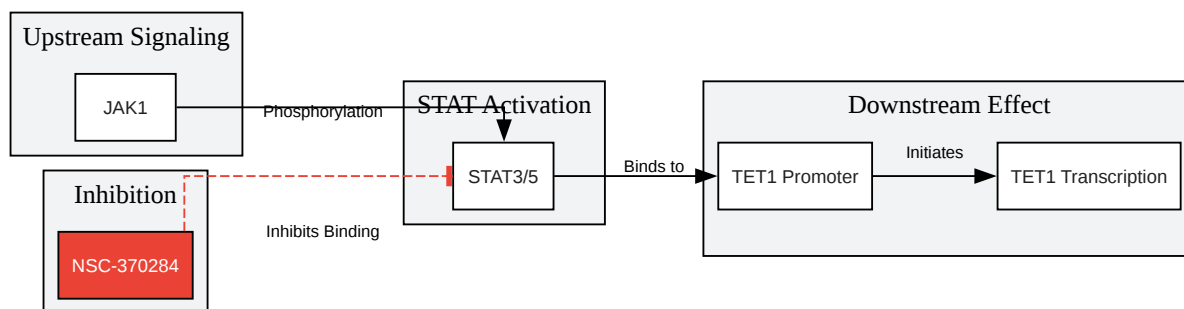 Upstream Signaling
JAK1
Phosphorylation
STAT Activation
STAT3/5
Inhibition
NSC-370284
Inhibits Binding
Binds to
Downstream Effect
TET1 Promoter
Initiates
TET1 Transcription